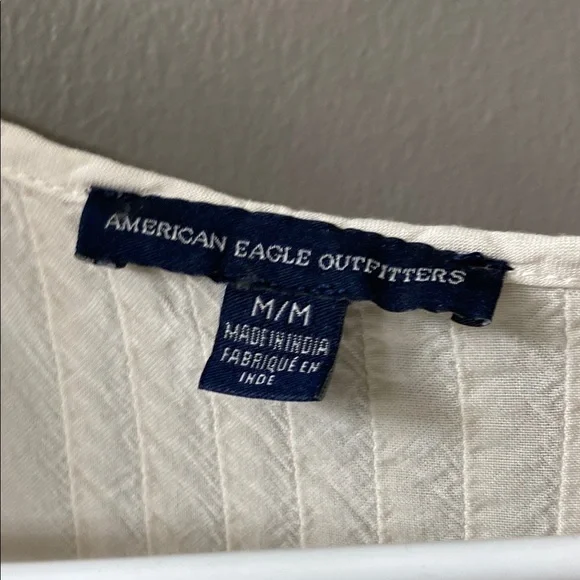 AMERICAN EAGLE OUTFITTERS
M/M
MADE IN INDIA
FABRIQUÉ EN
INDE